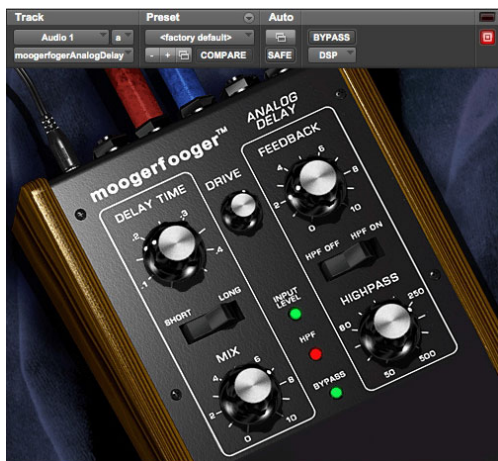 Track Preset Auto
Audio 1 a <factory default> BYPASS
moogerfogerAnalogDelay - + COMPARE SAFE DSP
moogerfooger™
ANALOG
DELAY
DELAY TIME
.1 .2 .3 .4
DRIVE
FEEDBACK
0 2 4 6 8 10
SHORT LONG
HPF OFF HPF ON
INPUT
LEVEL
HIGHPASS
50 80 250 500
HPF
MIX
0 2 4 6 8 10
BYPASS